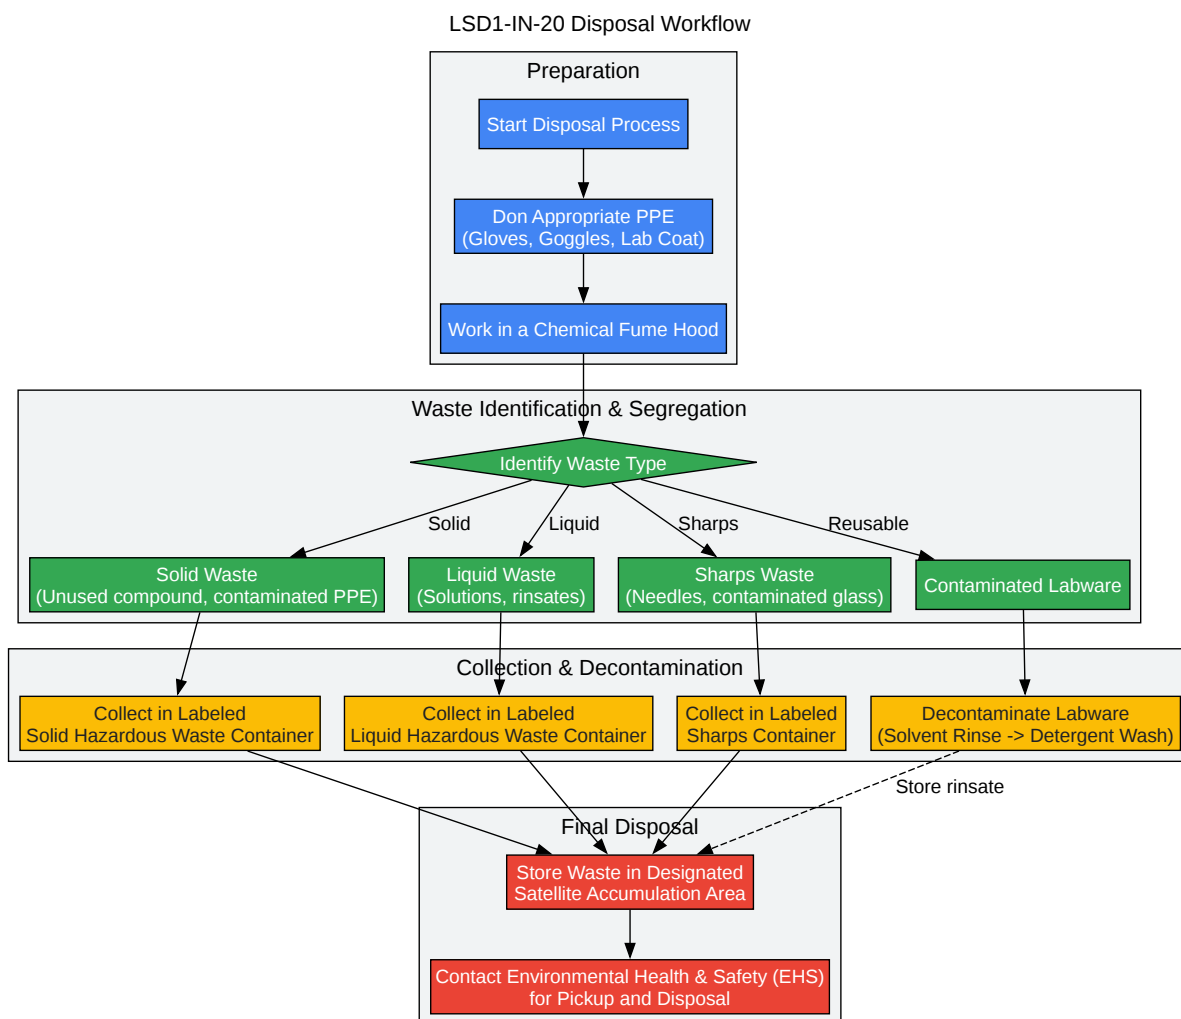 LSD1-IN-20 Disposal Workflow
Preparation
Start Disposal Process
Don Appropriate PPE
(Gloves, Goggles, Lab Coat)
Work in a Chemical Fume Hood
Waste Identification & Segregation
Identify Waste Type
Solid
Liquid
Sharps
Reusable
Solid Waste
(Unused compound, contaminated PPE)
Liquid Waste
(Solutions, rinsates)
Sharps Waste
(Needles, contaminated glass)
Contaminated Labware
Collection & Decontamination
Collect in Labeled
Solid Hazardous Waste Container
Collect in Labeled
Liquid Hazardous Waste Container
Collect in Labeled
Sharps Container
Decontaminate Labware
(Solvent Rinse -> Detergent Wash)
Store rinsate
Final Disposal
Store Waste in Designated
Satellite Accumulation Area
Contact Environmental Health & Safety (EHS)
for Pickup and Disposal